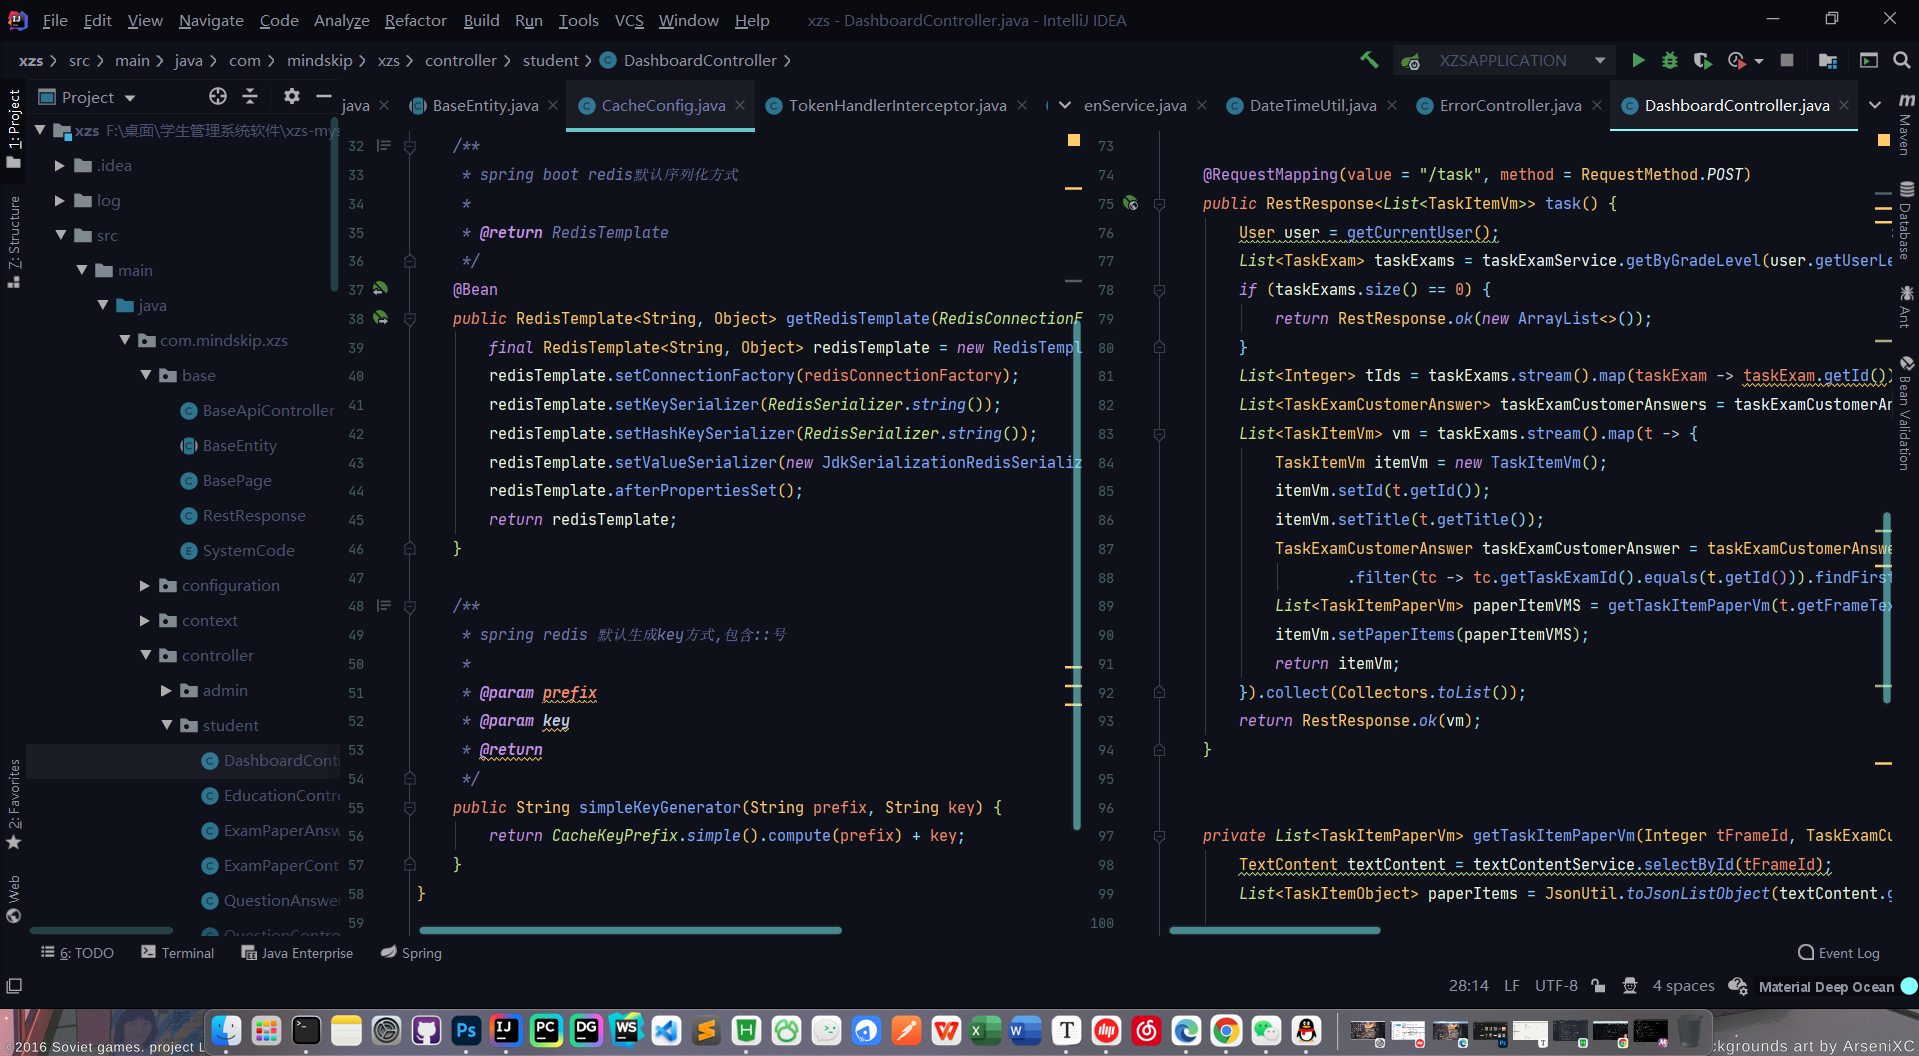 File Edit View Navigate Code Analyze Refactor Build Run Tools VCS Window Help xzs - DashboardController.java - IntelliJ IDEA
xzs src main java com mindskip xzs controller student DashboardController XZSAPPLICATION
Project
java BaseEntity.java CacheConfig.java TokenHandlerInterceptor.java enService.java DateTimeUtil.java ErrorController.java DashboardController.java
1: Project
Z: Structure
2: Favorites
Web
xzs F:\桌面\学生管理系统软件\xzs-mys
.idea
log
src
main
java
com.mindskip.xzs
base
BaseApiController
BaseEntity
BasePage
RestResponse
SystemCode
configuration
context
controller
admin
student
DashboardCont
EducationContr
ExamPaperAnsw
ExamPaperCont
QuestionAnswe
QuestionContro
32 /**
33 * spring boot redis默认序列化方式
34 *
35 * @return RedisTemplate
36 */
37 @Bean
38 public RedisTemplate<String, Object> getRedisTemplate(RedisConnectionF
39 final RedisTemplate<String, Object> redisTemplate = new RedisTempl
40 redisTemplate.setConnectionFactory(redisConnectionFactory);
41 redisTemplate.setKeySerializer(RedisSerializer.string());
42 redisTemplate.setHashKeySerializer(RedisSerializer.string());
43 redisTemplate.setValueSerializer(new JdkSerializationRedisSerializ
44 redisTemplate.afterPropertiesSet();
45 return redisTemplate;
46 }
47
48 /**
49 * spring redis 默认生成key方式,包含::号
50 *
51 * @param prefix
52 * @param key
53 * @return
54 */
55 public String simpleKeyGenerator(String prefix, String key) {
56 return CacheKeyPrefix.simple().compute(prefix) + key;
57 }
58 }
59
73
74 @RequestMapping(value = "/task", method = RequestMethod.POST)
75 public RestResponse<List<TaskItemVm>> task() {
76 User user = getCurrentUser();
77 List<TaskExam> taskExams = taskExamService.getByGradeLevel(user.getUserLe
78 if (taskExams.size() == 0) {
79 return RestResponse.ok(new ArrayList<>());
80 }
81 List<Integer> tIds = taskExams.stream().map(taskExam -> taskExam.getId())
82 List<TaskExamCustomerAnswer> taskExamCustomerAnswers = taskExamCustomerAn
83 List<TaskItemVm> vm = taskExams.stream().map(t -> {
84 TaskItemVm itemVm = new TaskItemVm();
85 itemVm.setId(t.getId());
86 itemVm.setTitle(t.getTitle());
87 TaskExamCustomerAnswer taskExamCustomerAnswer = taskExamCustomerAnswe
88 .filter(tc -> tc.getTaskExamId().equals(t.getId())).findFirst
89 List<TaskItemPaperVm> paperItemVMS = getTaskItemPaperVm(t.getFrameTex
90 itemVm.setPaperItems(paperItemVMS);
91 return itemVm;
92 }).collect(Collectors.toList());
93 return RestResponse.ok(vm);
94 }
95
96
97 private List<TaskItemPaperVm> getTaskItemPaperVm(Integer tFrameId, TaskExamCu
98 TextContent textContent = textContentService.selectById(tFrameId);
99 List<TaskItemObject> paperItems = JsonUtil.toJsonListObject(textContent.g
100
m Maven
Database
Ant
Bean Validation
6: TODO Terminal Java Enterprise Spring Event Log
28:14 LF UTF-8 4 spaces Material Deep Ocean
Ps IJ PC DG WS H W X W T
©2016 Soviet games. project L
ckgrounds art by ArseniXC